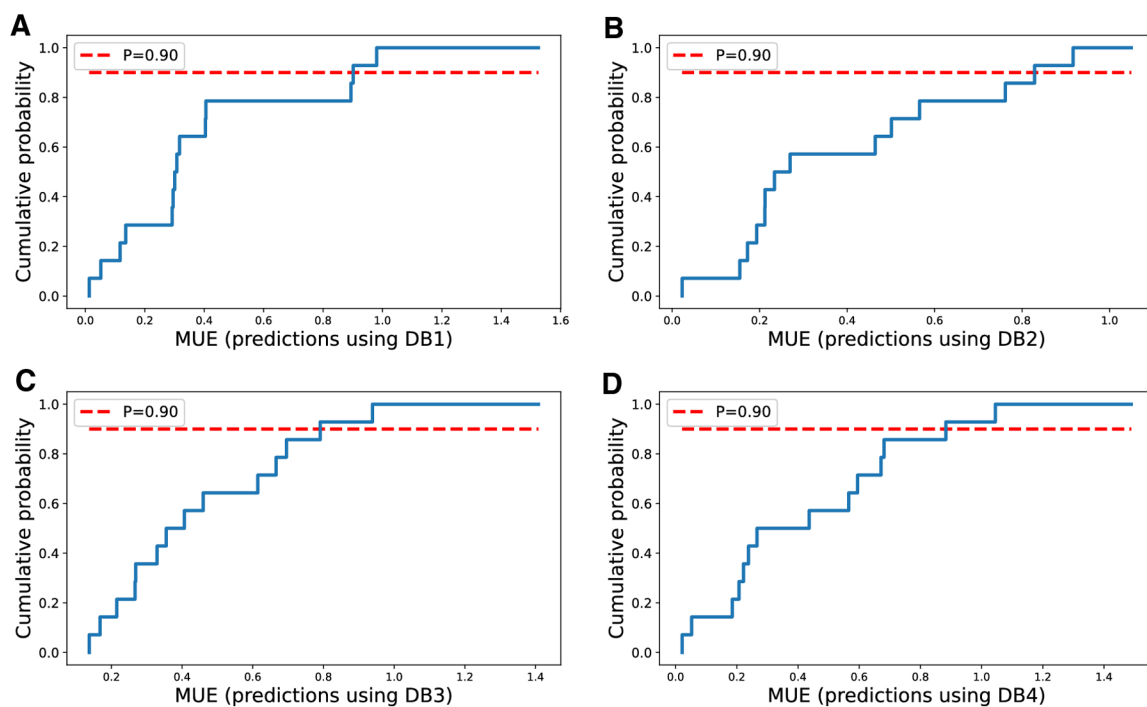 A
P=0.90
Cumulative probability
1.0
0.8
0.6
0.4
0.2
0.0
0.0 0.2 0.4 0.6 0.8 1.0 1.2 1.4 1.6
MUE (predictions using DB1)
B
P=0.90
Cumulative probability
1.0
0.8
0.6
0.4
0.2
0.0
0.0 0.2 0.4 0.6 0.8 1.0
MUE (predictions using DB2)
C
P=0.90
Cumulative probability
1.0
0.8
0.6
0.4
0.2
0.0
0.2 0.4 0.6 0.8 1.0 1.2 1.4
MUE (predictions using DB3)
D
P=0.90
Cumulative probability
1.0
0.8
0.6
0.4
0.2
0.0
0.0 0.2 0.4 0.6 0.8 1.0 1.2 1.4
MUE (predictions using DB4)